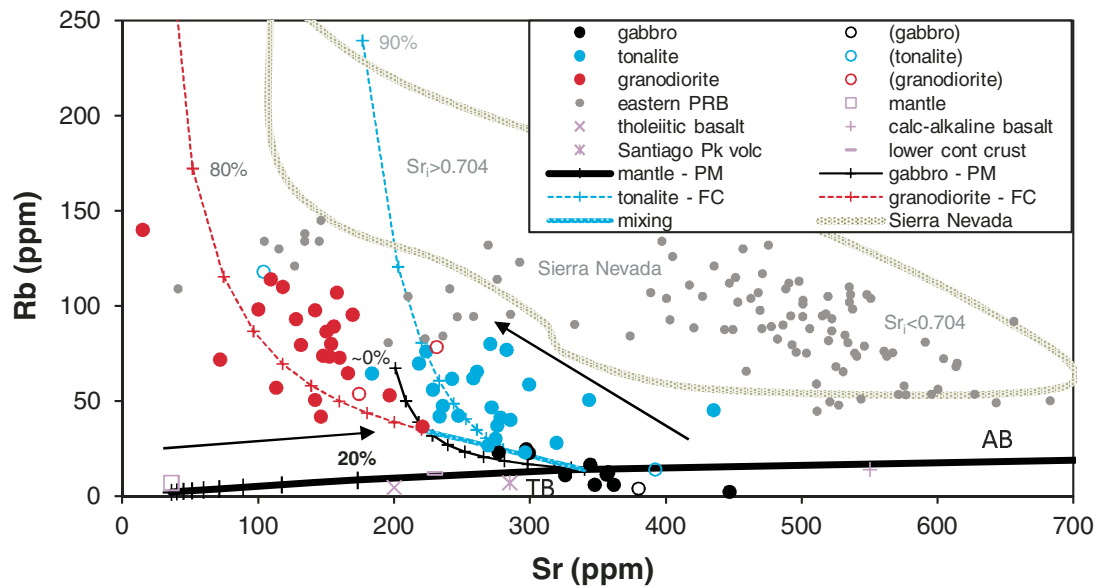 250
200
150
100
50
0
Rb (ppm)
0 100 200 300 400 500 600 700
Sr (ppm)
gabbro (gabbro)
tonalite (tonalite)
granodiorite (granodiorite)
eastern PRB mantle
tholeiitic basalt calc-alkaline basalt
Santiago Pk volc lower cont crust
mantle - PM gabbro - PM
tonalite - FC granodiorite - FC
mixing Sierra Nevada
90%
80%
Sri>0.704
Sierra Nevada
Sri<0.704
~0%
20%
TB
AB